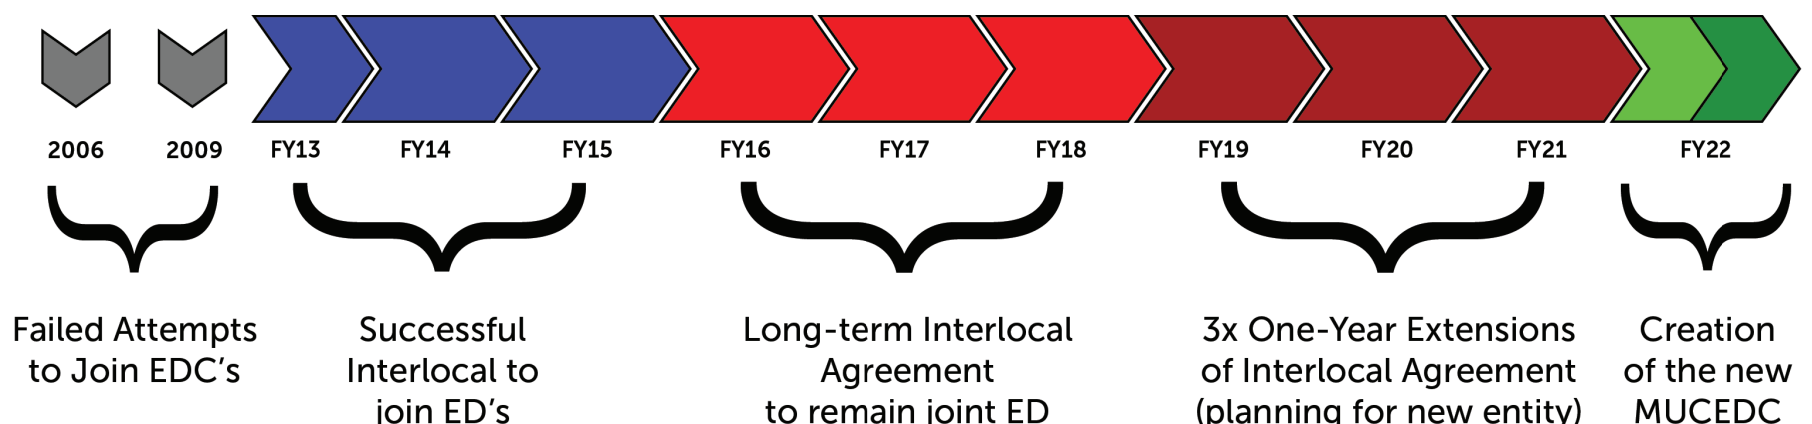 2006
2009
FY13
FY14
FY15
FY16
FY17
FY18
FY19
FY20
FY21
FY22
Failed Attempts
to Join EDC's
Successful
Interlocal to
join ED's
Long-term Interlocal
Agreement
to remain joint ED
3x One-Year Extensions
of Interlocal Agreement
(planning for new entity)
Creation
of the new
MUCEDC